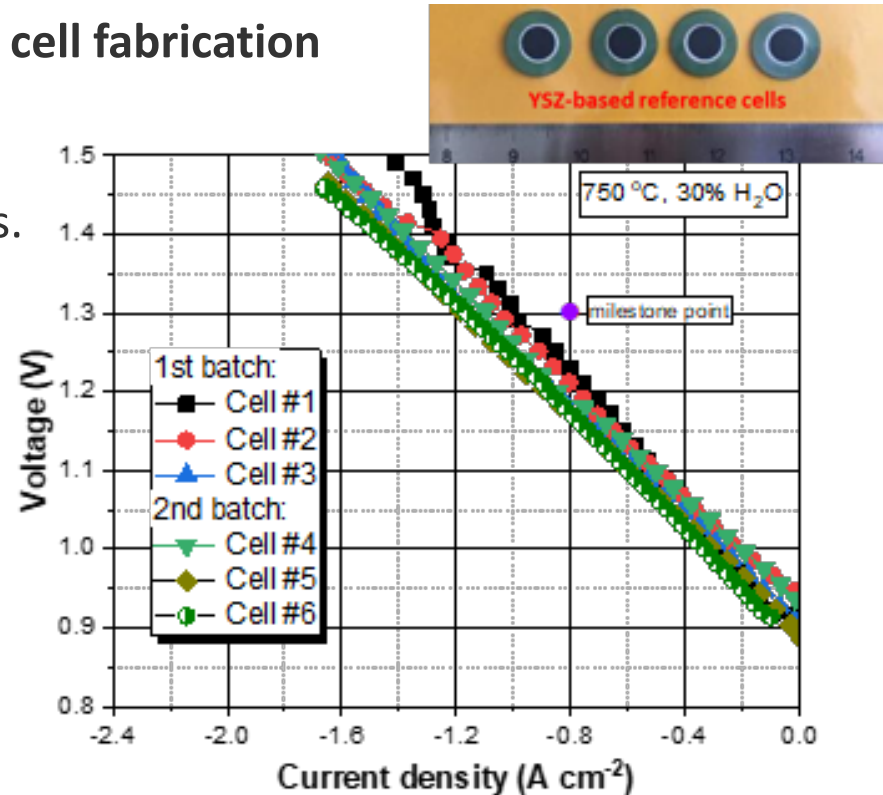 cell fabrication
YSZ-based reference cells
8 9 10 11 12 13 14
s.
750 °C, 30% H₂O
milestone point
1st batch:
Cell #1
Cell #2
Cell #3
2nd batch:
Cell #4
Cell #5
Cell #6
Voltage (V)
1.5
1.4
1.3
1.2
1.1
1.0
0.9
0.8
-2.4 -2.0 -1.6 -1.2 -0.8 -0.4 0.0
Current density (A cm⁻²)